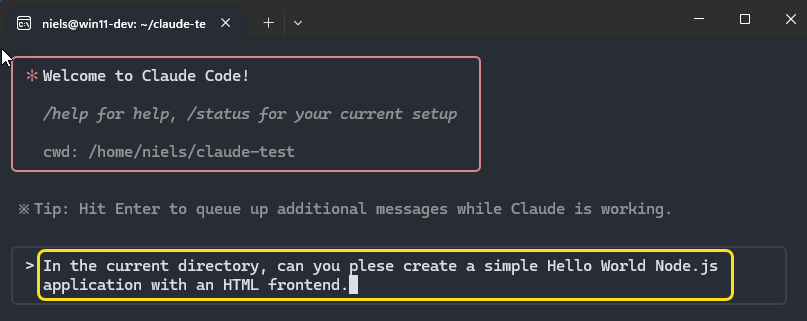 niels@win11-dev: ~/claude-te
* Welcome to Claude Code!
/help for help, /status for your current setup
cwd: /home/niels/claude-test
※ Tip: Hit Enter to queue up additional messages while Claude is working.
> In the current directory, can you plese create a simple Hello World Node.js
application with an HTML frontend.